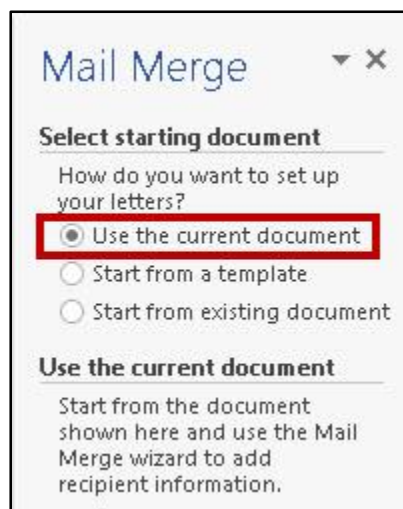 Mail Merge
Select starting document
How do you want to set up
your letters?
Use the current document
Start from a template
Start from existing document
Use the current document
Start from the document
shown here and use the Mail
Merge wizard to add
recipient information.